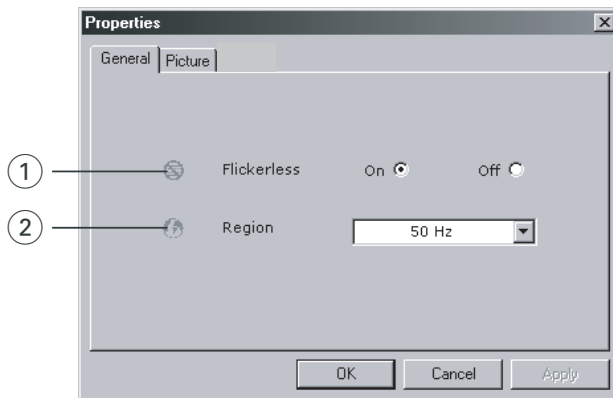 Properties
General Picture
1 Flickerless On Off
2 Region 50 Hz
OK Cancel Apply